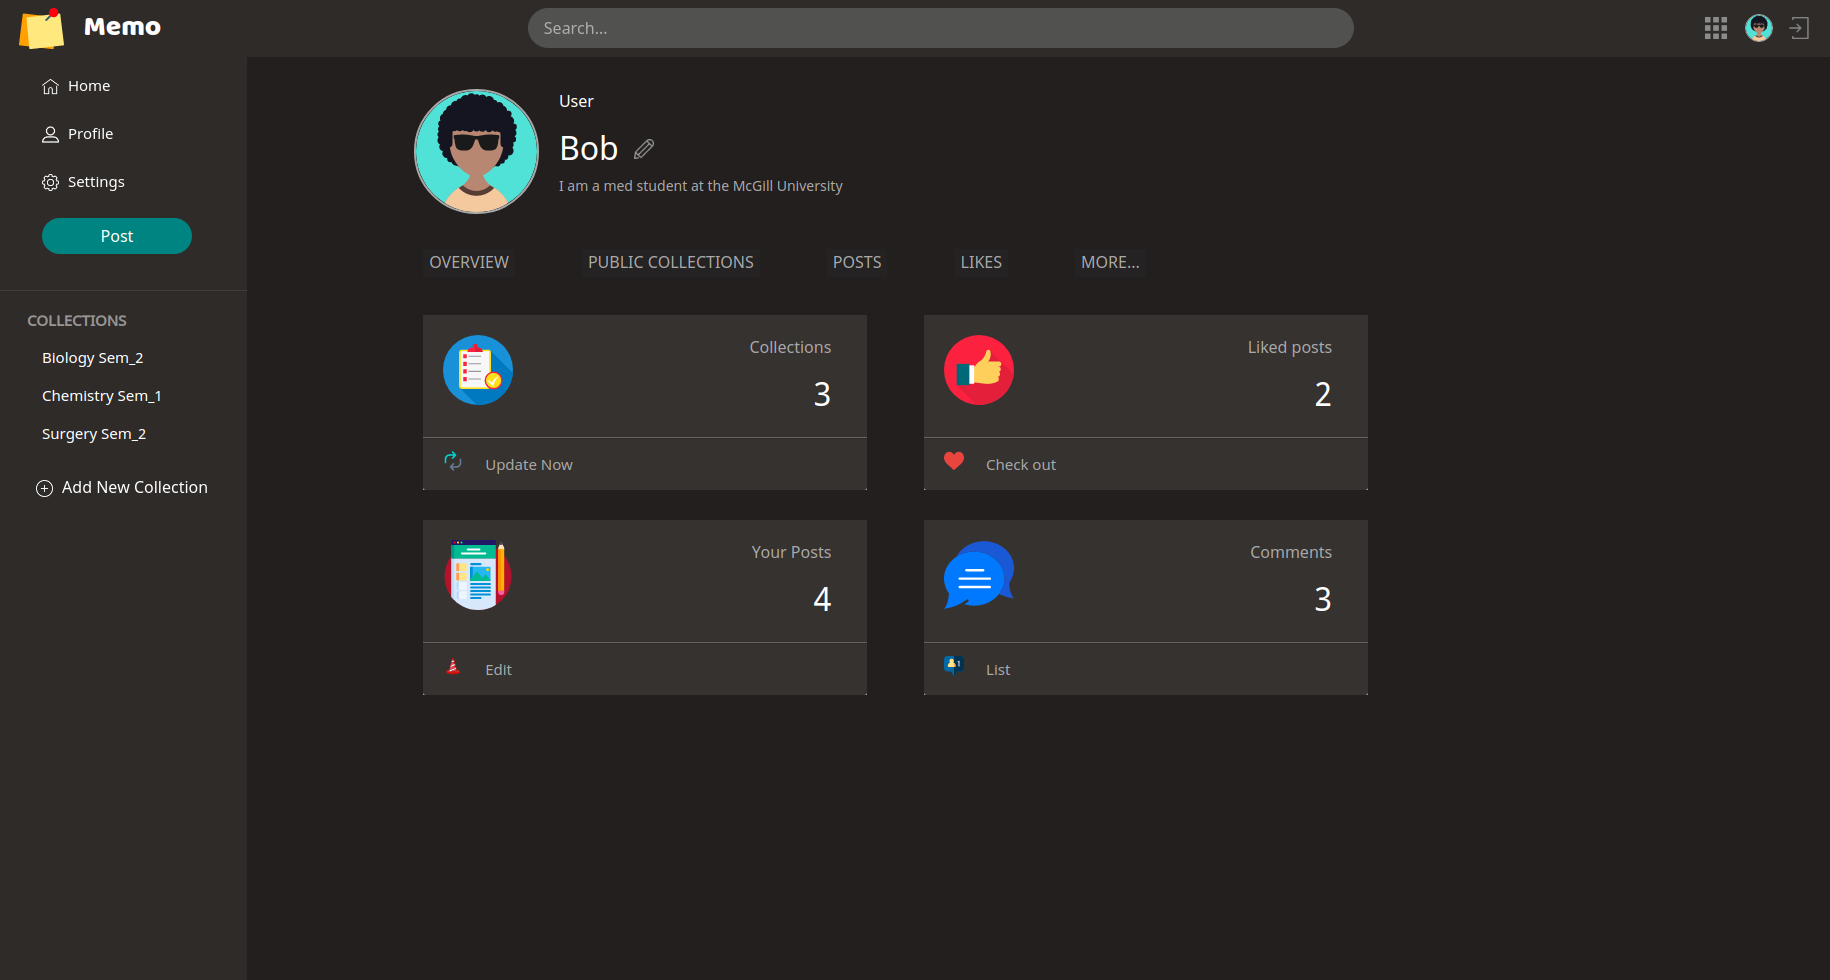 Memo
Search...
Home
Profile
Settings
Post
COLLECTIONS
Biology Sem_2
Chemistry Sem_1
Surgery Sem_2
Add New Collection
User
Bob
I am a med student at the McGill University
OVERVIEW PUBLIC COLLECTIONS POSTS LIKES MORE...
Collections
3
Update Now
Liked posts
2
Check out
Your Posts
4
Edit
Comments
3
1
List